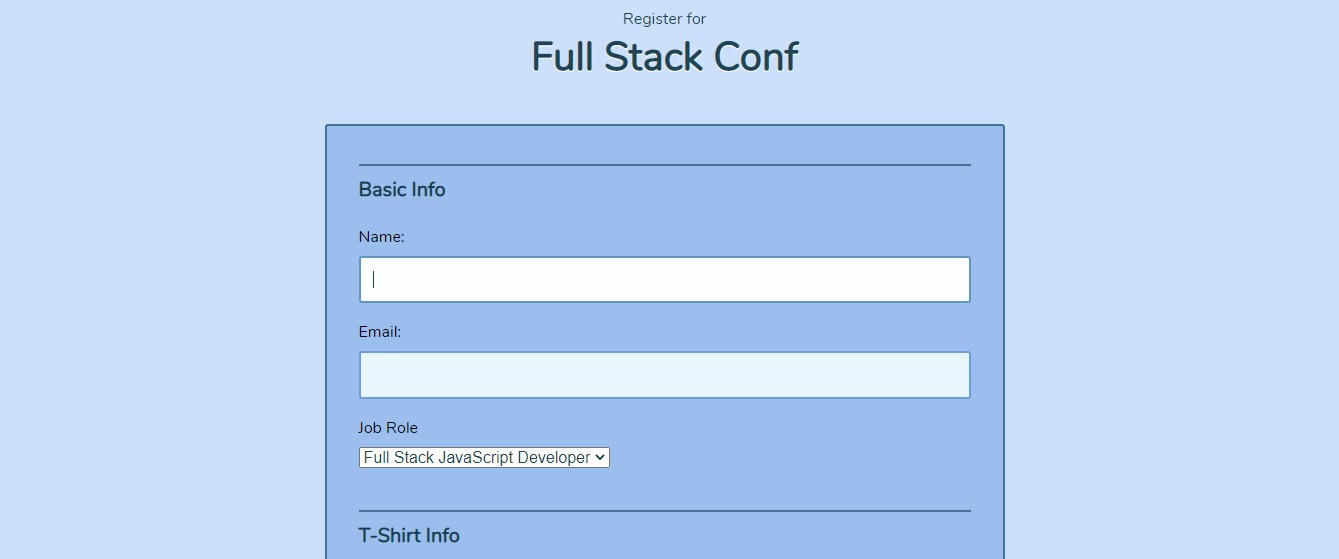 Register for
Full Stack Conf
Basic Info
Name:
Email:
Job Role
Full Stack JavaScript Developer
T-Shirt Info